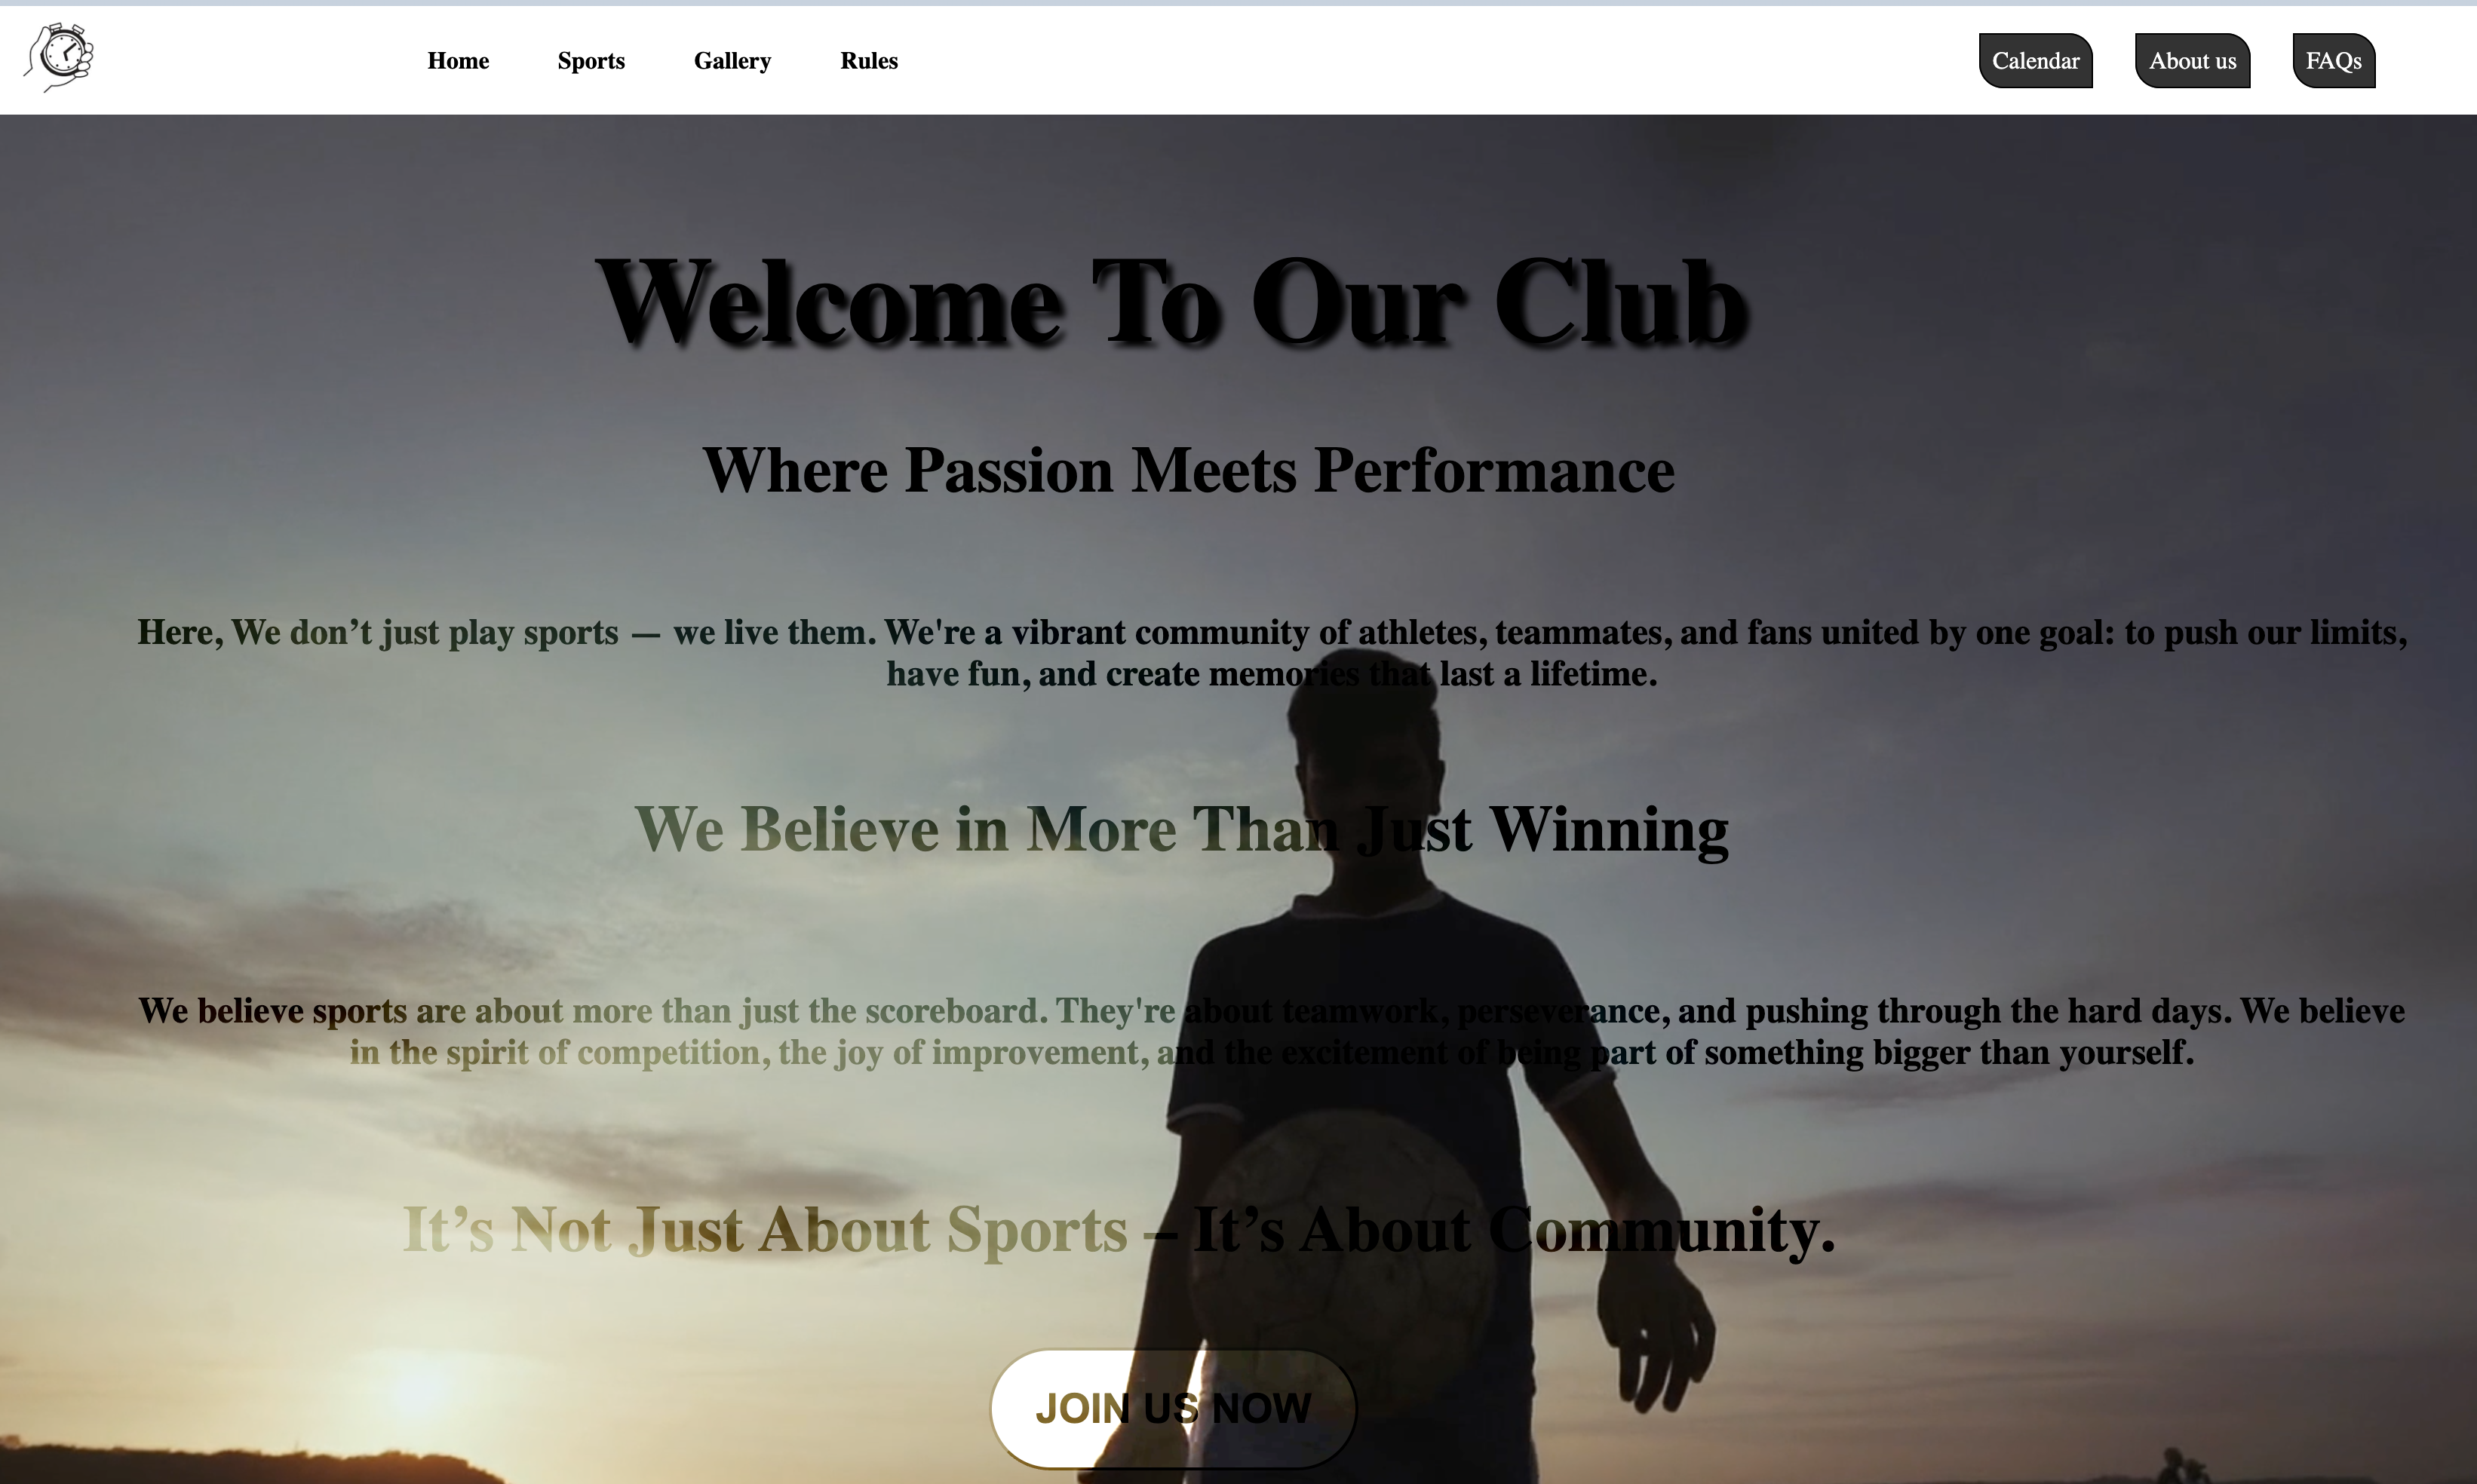 Home Sports Gallery Rules Calendar About us FAQs
Welcome To Our Club
Where Passion Meets Performance
Here, We don’t just play sports — we live them. We're a vibrant community of athletes, teammates, and fans united by one goal: to push our limits,
have fun, and create memories that last a lifetime.
We Believe in More Than Just Winning
We believe sports are about more than just the scoreboard. They're about teamwork, perseverance, and pushing through the hard days. We believe
in the spirit of competition, the joy of improvement, and the excitement of being part of something bigger than yourself.
It’s Not Just About Sports – It’s About Community.
JOIN US NOW